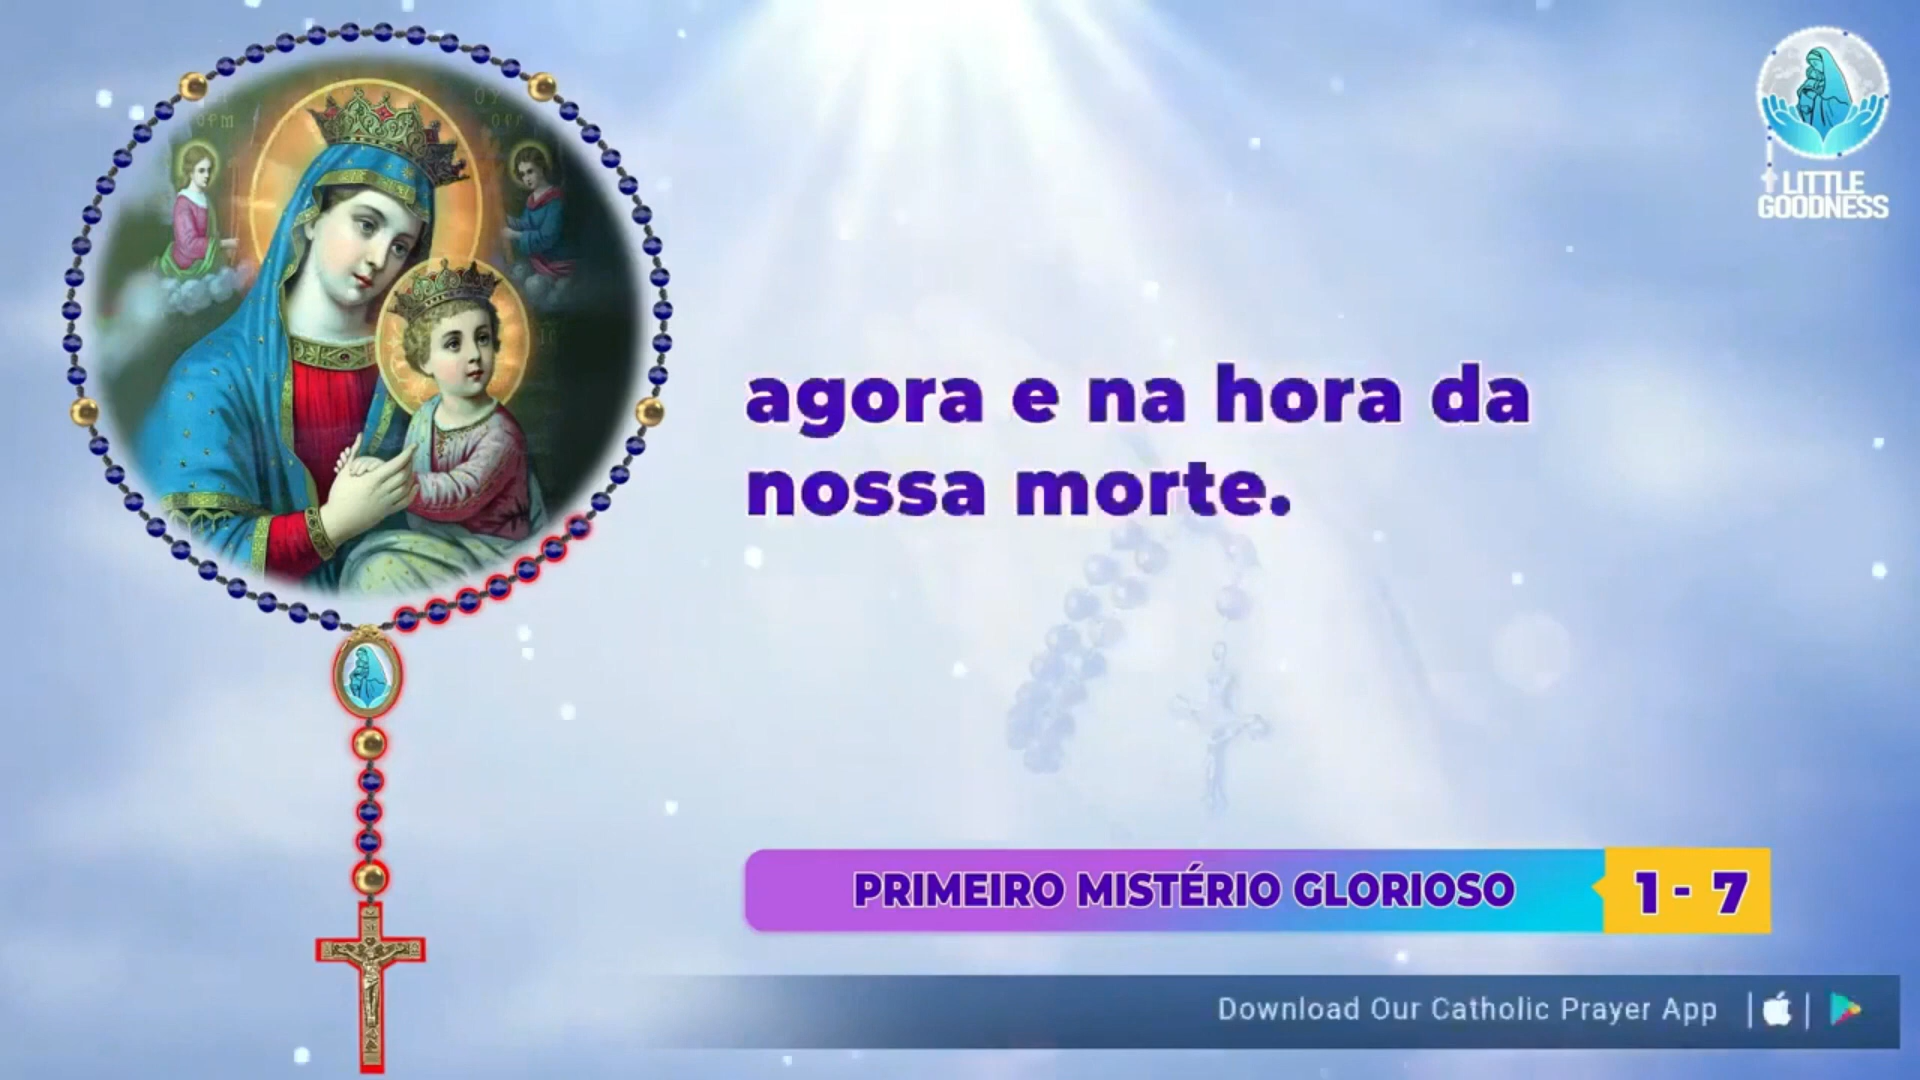 LITTLE
GOODNESS
agora e na hora da
nossa morte.
PRIMEIRO MISTÉRIO GLORIOSO 1 - 7
Download Our Catholic Prayer App